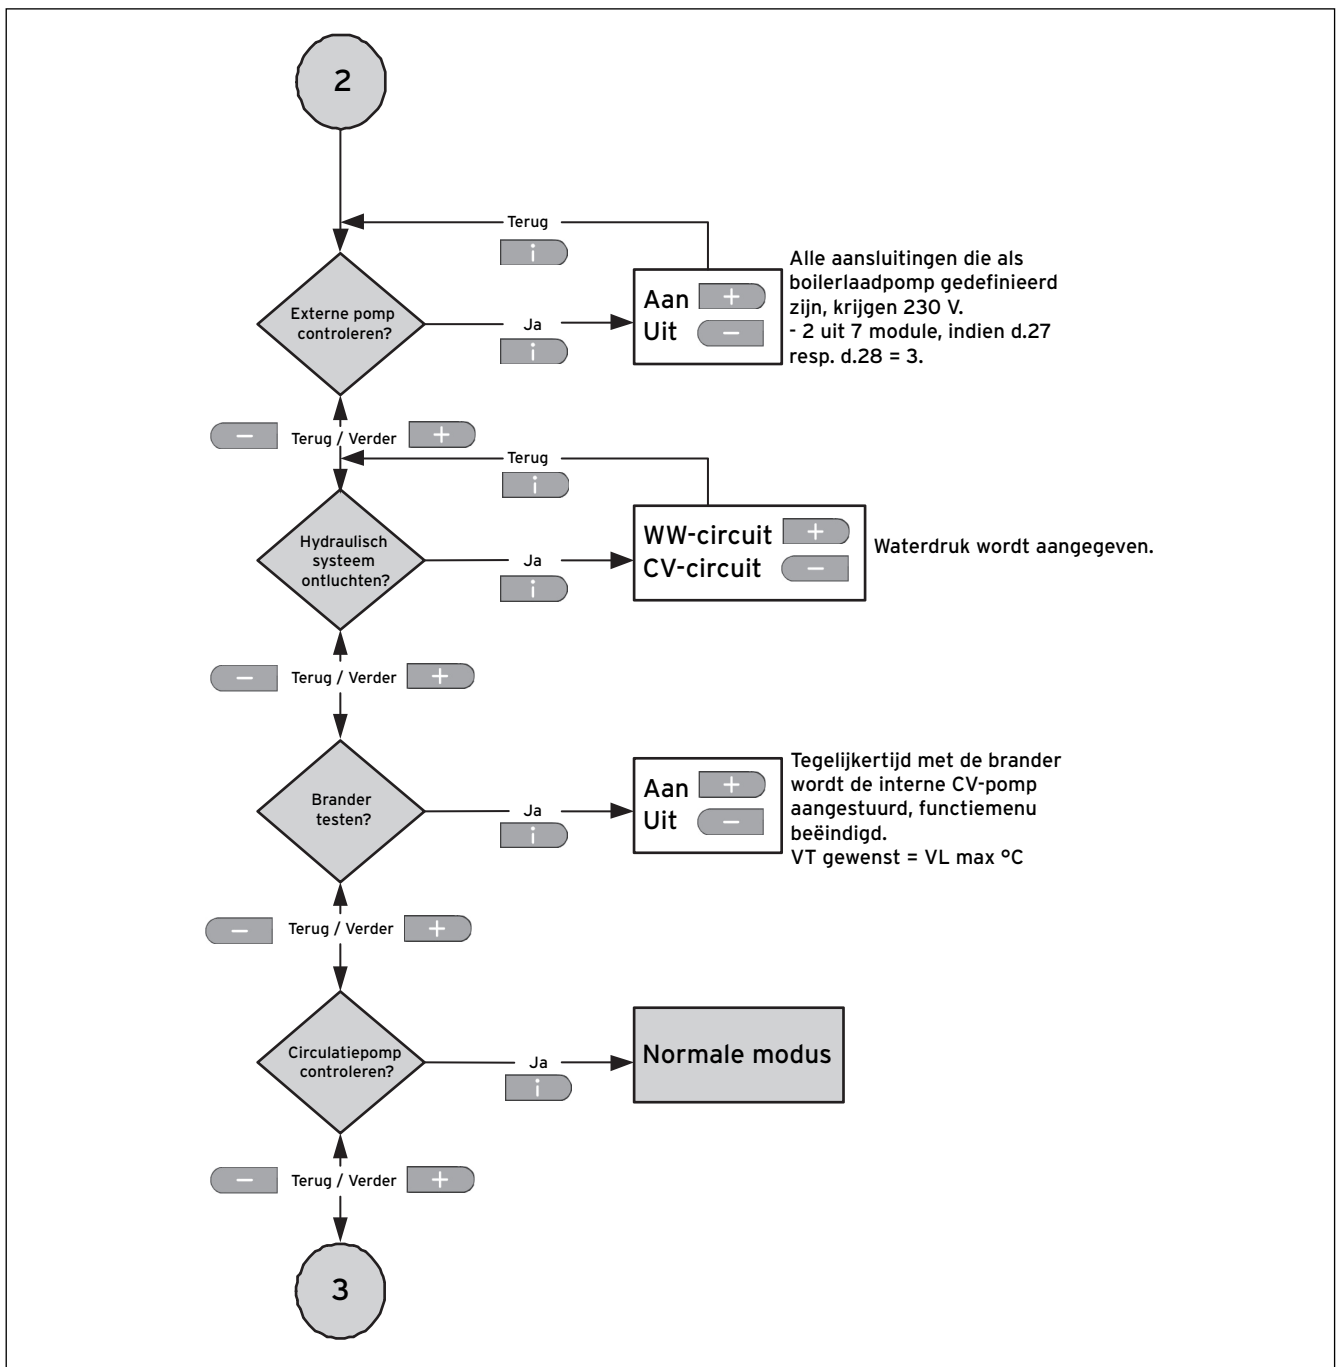 2
Terug
i
Externe pomp
controleren?
Ja
i
Aan +
Uit −
Alle aansluitingen die als
boilerlaadpomp gedefinieerd
zijn, krijgen 230 V.
- 2 uit 7 module, indien d.27
resp. d.28 = 3.
− Terug / Verder +
Terug
i
Hydraulisch
systeem
ontluchten?
Ja
i
WW-circuit +
CV-circuit −
Waterdruk wordt aangegeven.
− Terug / Verder +
Brander
testen?
Ja
i
Aan +
Uit −
Tegelijkertijd met de brander
wordt de interne CV-pomp
aangestuurd, functiemenu
beëindigd.
VT gewenst = VL max °C
− Terug / Verder +
Circulatiepomp
controleren?
Ja
i
Normale modus
− Terug / Verder +
3